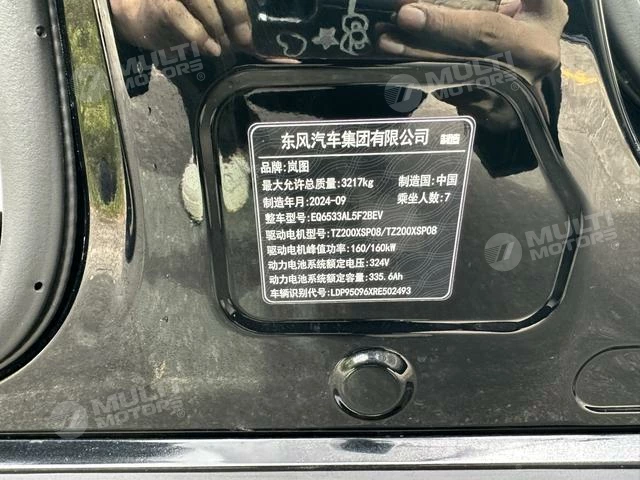 MULTI
MOTORS®
MULTI
MOTORS®
东风汽车集团有限公司 制造
品牌:岚图
最大允许总质量:3217kg 制造国:中国
制造年月:2024-09 乘坐人数:7
整车型号:EQ6533AL5F2BEV
驱动电机型号:TZ200XSP08/TZ200XSP08
驱动电机峰值功率:160/160kW
动力电池系统额定电压:324V
动力电池系统额定容量:335.6Ah
车辆识别代号:LDP95096XRE502493
MULTI
MOTORS®
MULTI
MOTORS®